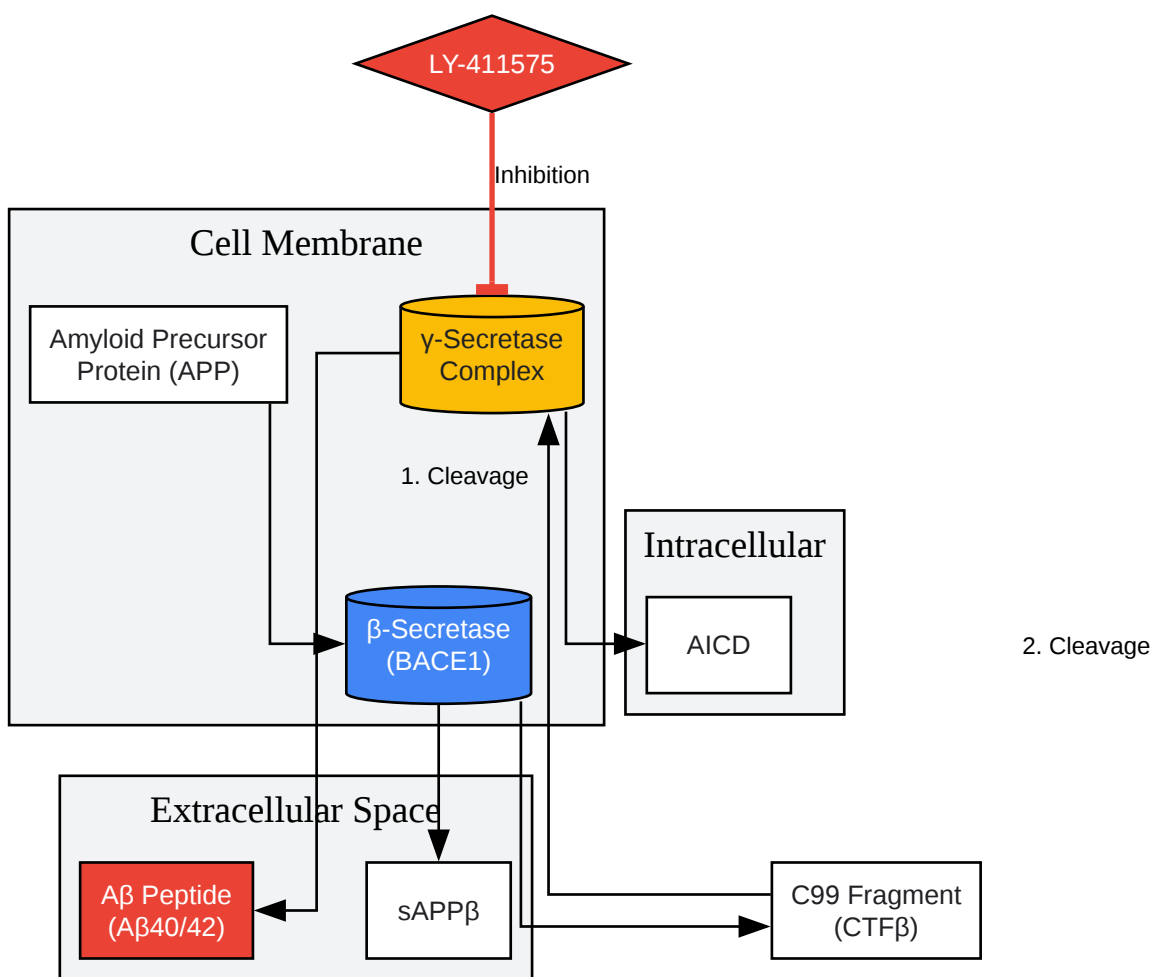 LY-411575
Inhibition
Cell Membrane
Amyloid Precursor
Protein (APP)
γ-Secretase
Complex
1. Cleavage
Intracellular
β-Secretase
(BACE1)
AICD
2. Cleavage
Extracellular Space
Aβ Peptide
(Aβ40/42)
sAPPβ
C99 Fragment
(CTFβ)